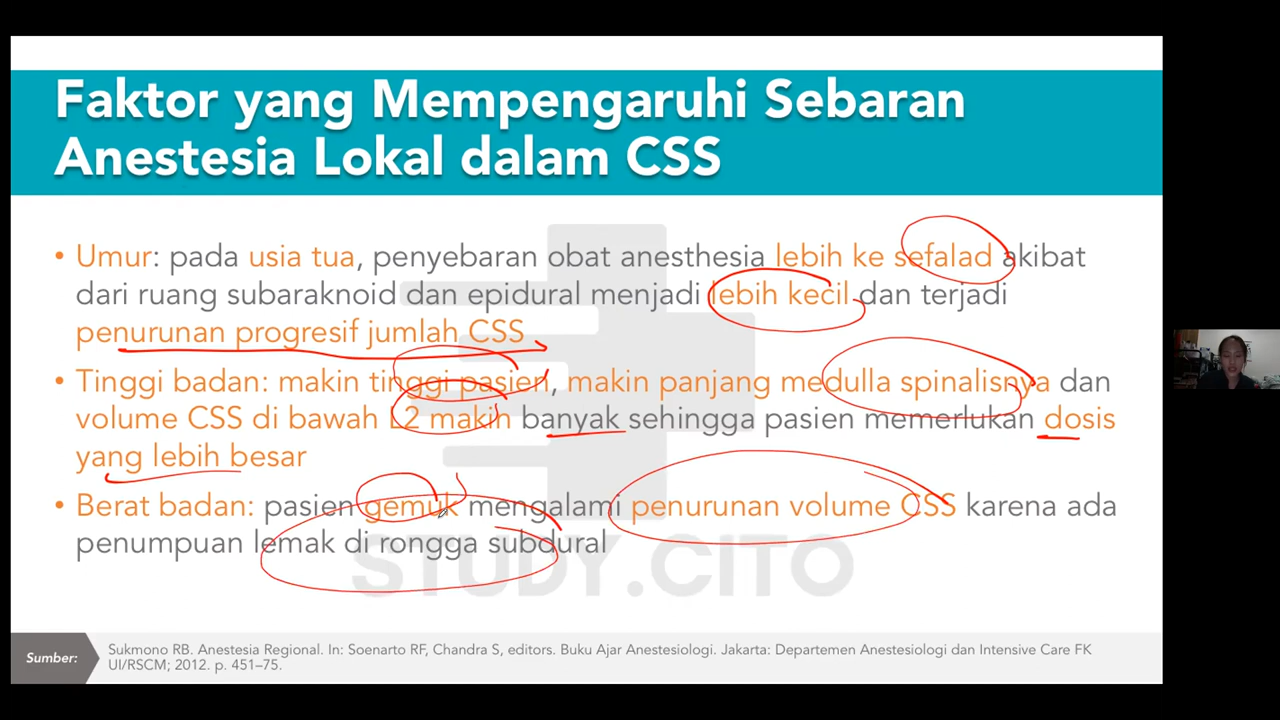 Faktor yang Mempengaruhi Sebaran
Anestesia Lokal dalam CSS
• Umur: pada usia tua, penyebaran obat anesthesia lebih ke sefalad akibat
dari ruang subaraknoid dan epidural menjadi lebih kecil dan terjadi
penurunan progresif jumlah CSS
• Tinggi badan: makin tinggi pasien, makin panjang medulla spinalisnya dan
volume CSS di bawah L2 makin banyak sehingga pasien memerlukan dosis
yang lebih besar
• Berat badan: pasien gemuk mengalami penurunan volume CSS karena ada
penumpuan lemak di rongga subdural
STUDY.CITO
Sumber:
Sukmono RB. Anestesia Regional. In: Soenarto RF, Chandra S, editors. Buku Ajar Anestesiologi. Jakarta: Departemen Anestesiologi dan Intensive Care FK
UI/RSCM; 2012. p. 451–75.